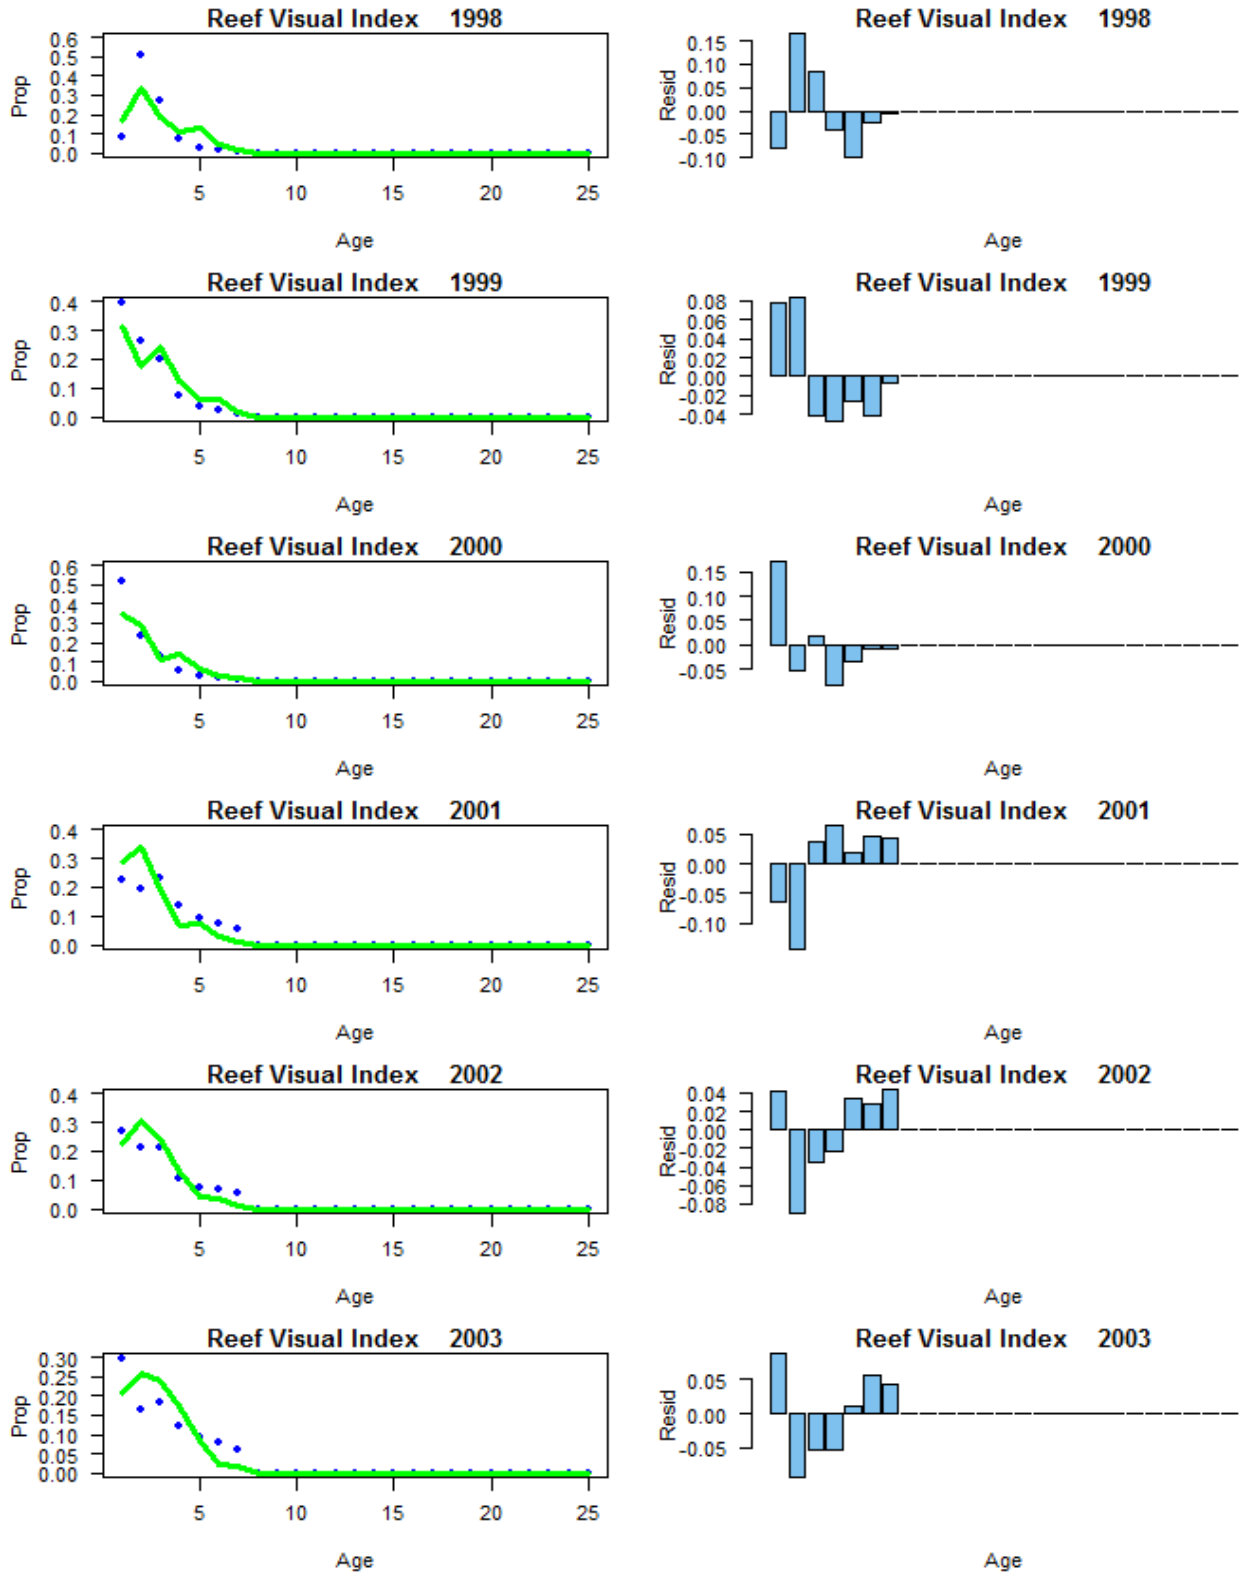 Reef Visual Index 1998
Prop
0.6
0.5
0.4
0.3
0.2
0.1
0.0
5 10 15 20 25
Age
Reef Visual Index 1998
Resid
0.15
0.10
0.05
0.00
-0.05
-0.10
Age
Reef Visual Index 1999
Prop
0.4
0.3
0.2
0.1
0.0
5 10 15 20 25
Age
Reef Visual Index 1999
Resid
0.08
0.06
0.04
0.02
0.00
-0.02
-0.04
Age
Reef Visual Index 2000
Prop
0.6
0.5
0.4
0.3
0.2
0.1
0.0
5 10 15 20 25
Age
Reef Visual Index 2000
Resid
0.15
0.10
0.05
0.00
-0.05
Age
Reef Visual Index 2001
Prop
0.4
0.3
0.2
0.1
0.0
5 10 15 20 25
Age
Reef Visual Index 2001
Resid
0.05
0.00
-0.05
-0.10
Age
Reef Visual Index 2002
Prop
0.4
0.3
0.2
0.1
0.0
5 10 15 20 25
Age
Reef Visual Index 2002
Resid
0.04
0.02
0.00
-0.02
-0.04
-0.06
-0.08
Age
Reef Visual Index 2003
Prop
0.30
0.25
0.20
0.15
0.10
0.05
0.00
5 10 15 20 25
Age
Reef Visual Index 2003
Resid
0.05
0.00
-0.05
Age